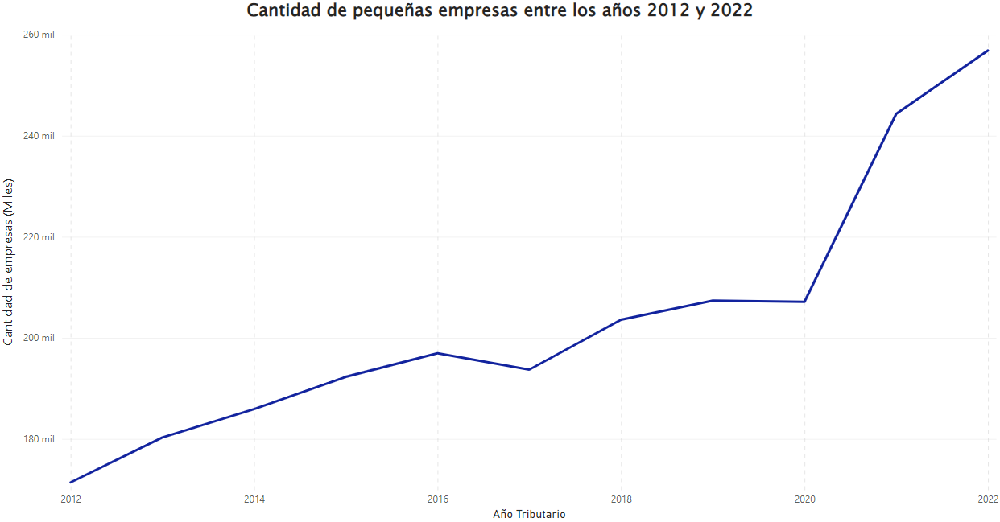 Cantidad de pequeñas empresas entre los años 2012 y 2022
260 mil
240 mil
220 mil
200 mil
180 mil
Cantidad de empresas (Miles)
2012 2014 2016 2018 2020 2022
Año Tributario